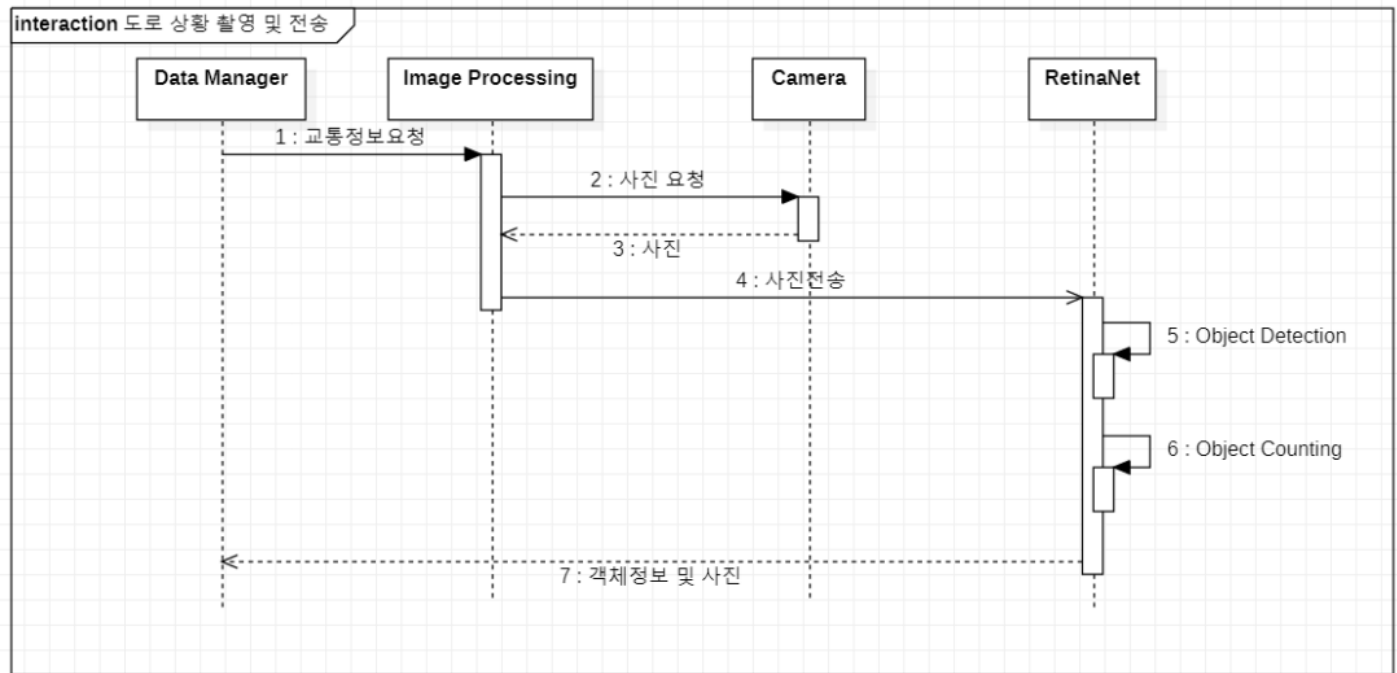 interaction 도로 상황 촬영 및 전송
Data Manager
Image Processing
Camera
RetinaNet
1 : 교통정보요청
2 : 사진 요청
3 : 사진
4 : 사진전송
5 : Object Detection
6 : Object Counting
7 : 객체정보 및 사진